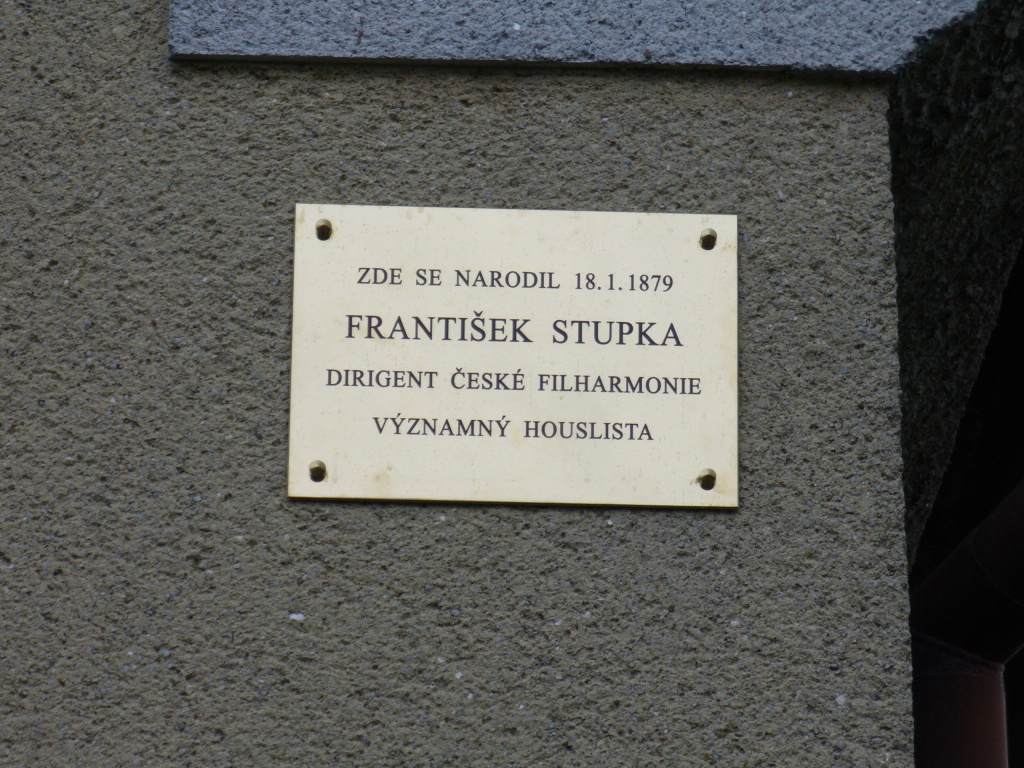 ZDE SE NARODIL 18.1.1879
FRANTIŠEK STUPKA
DIRIGENT ČESKÉ FILHARMONIE
VÝZNAMNÝ HOUSLISTA